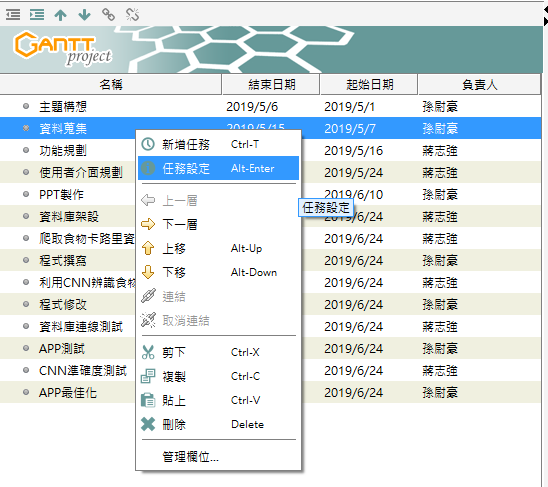 GANTT
project
名稱 結束日期 起始日期 負責人
主題構想 2019/5/6 2019/5/1 孫尉豪
資料蒐集 2019/5/15 2019/5/7 孫尉豪
功能規劃 2019/5/16 蔣志強
使用者介面規劃 2019/5/24 蔣志強
PPT製作 2019/6/10 孫尉豪
資料庫架設 2019/6/24 蔣志強
爬取食物卡路里資 2019/6/24 蔣志強
程式撰寫 2019/6/24 孫尉豪
利用CNN辨識食物 2019/6/24 蔣志強
程式修改 2019/6/24 孫尉豪
資料庫連線測試 2019/6/24 蔣志強
APP測試 2019/6/24 孫尉豪
CNN準確度測試 2019/6/24 蔣志強
APP最佳化 2019/6/24 孫尉豪
新增任務 Ctrl-T
任務設定 Alt-Enter
上一層
下一層
上移 Alt-Up
下移 Alt-Down
連結
取消連結
剪下 Ctrl-X
複製 Ctrl-C
貼上 Ctrl-V
刪除 Delete
管理欄位...
任務設定